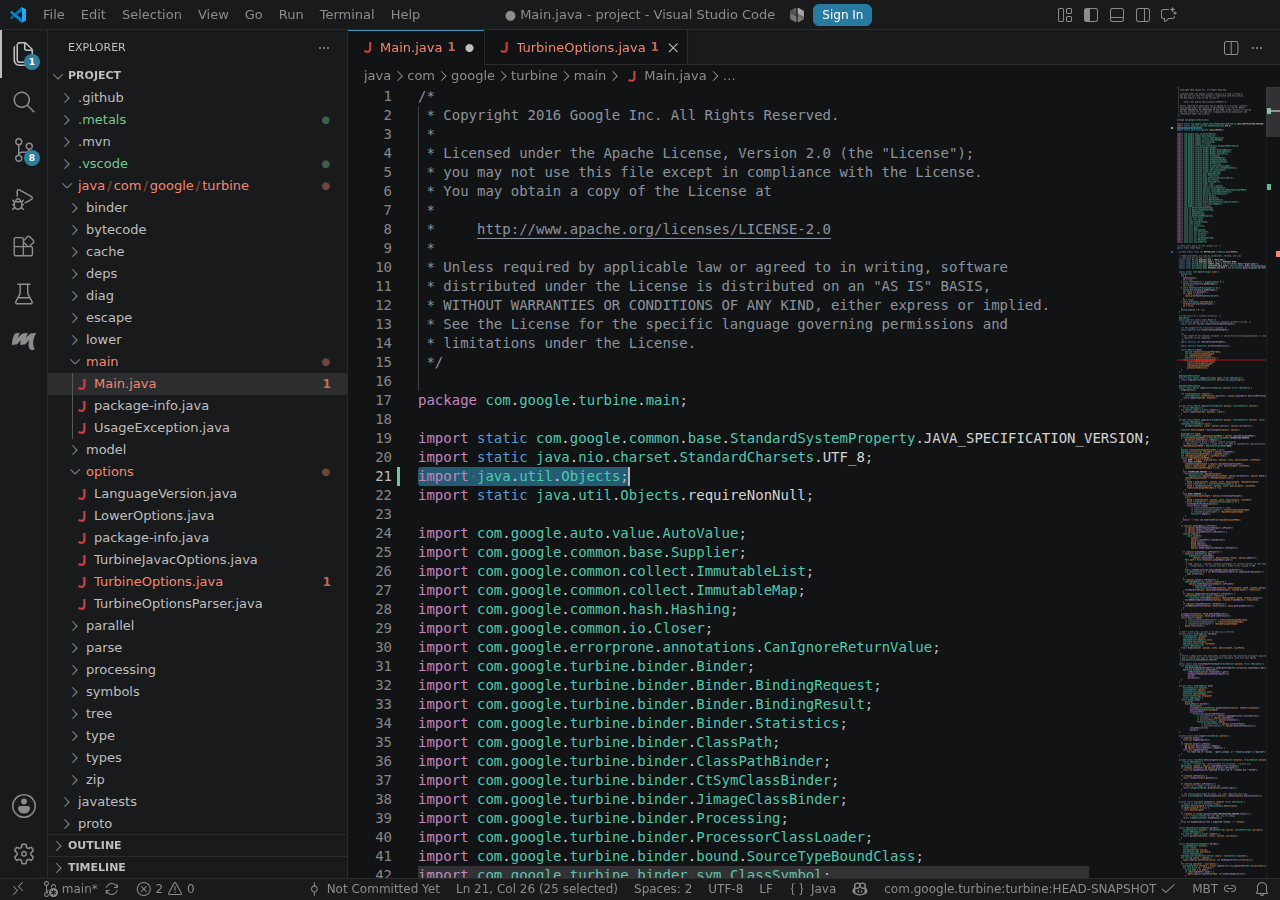 File Edit Selection View Go Run Terminal Help
● Main.java - project - Visual Studio Code
Sign In
EXPLORER
PROJECT
.github
.metals
.mvn
.vscode
java/com/google/turbine
binder
bytecode
cache
deps
diag
escape
lower
main
Main.java 1
package-info.java
UsageException.java
model
options
LanguageVersion.java
LowerOptions.java
package-info.java
TurbineJavacOptions.java
TurbineOptions.java 1
TurbineOptionsParser.java
parallel
parse
processing
symbols
tree
type
types
zip
javatests
proto
OUTLINE
TIMELINE
1
8
Main.java 1 ●
TurbineOptions.java 1
java > com > google > turbine > main > Main.java > ...
1 /*
2 * Copyright 2016 Google Inc. All Rights Reserved.
3 *
4 * Licensed under the Apache License, Version 2.0 (the "License");
5 * you may not use this file except in compliance with the License.
6 * You may obtain a copy of the License at
7 *
8 *     http://www.apache.org/licenses/LICENSE-2.0
9 *
10 * Unless required by applicable law or agreed to in writing, software
11 * distributed under the License is distributed on an "AS IS" BASIS,
12 * WITHOUT WARRANTIES OR CONDITIONS OF ANY KIND, either express or implied.
13 * See the License for the specific language governing permissions and
14 * limitations under the License.
15 */
16
17 package com.google.turbine.main;
18
19 import static com.google.common.base.StandardSystemProperty.JAVA_SPECIFICATION_VERSION;
20 import static java.nio.charset.StandardCharsets.UTF_8;
21 import java.util.Objects;
22 import static java.util.Objects.requireNonNull;
23
24 import com.google.auto.value.AutoValue;
25 import com.google.common.base.Supplier;
26 import com.google.common.collect.ImmutableList;
27 import com.google.common.collect.ImmutableMap;
28 import com.google.common.hash.Hashing;
29 import com.google.common.io.Closer;
30 import com.google.errorprone.annotations.CanIgnoreReturnValue;
31 import com.google.turbine.binder.Binder;
32 import com.google.turbine.binder.Binder.BindingRequest;
33 import com.google.turbine.binder.Binder.BindingResult;
34 import com.google.turbine.binder.Binder.Statistics;
35 import com.google.turbine.binder.ClassPath;
36 import com.google.turbine.binder.ClassPathBinder;
37 import com.google.turbine.binder.CtSymClassBinder;
38 import com.google.turbine.binder.JimageClassBinder;
39 import com.google.turbine.binder.Processing;
40 import com.google.turbine.binder.ProcessorClassLoader;
41 import com.google.turbine.binder.bound.SourceTypeBoundClass;
42 import com.google.turbine.binder.sym.ClassSymbol;
main* 2 0 Not Committed Yet Ln 21, Col 26 (25 selected) Spaces: 2 UTF-8 LF { } Java com.google.turbine:turbine:HEAD-SNAPSHOT MBT